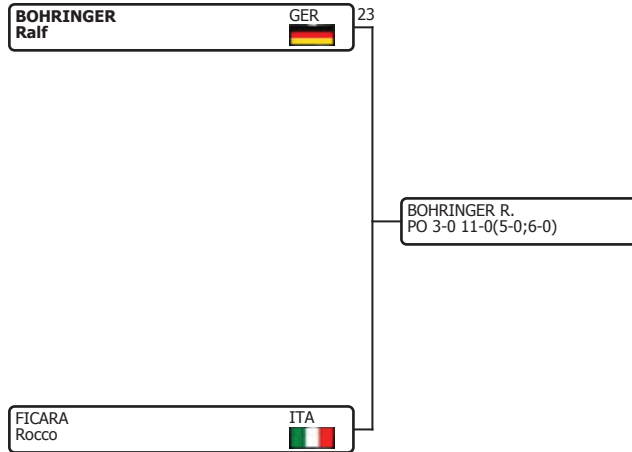 BOHRINGER GER 23
Ralf
BOHRINGER R.
PO 3-0 11-0(5-0;6-0)
FICARA ITA
Rocco